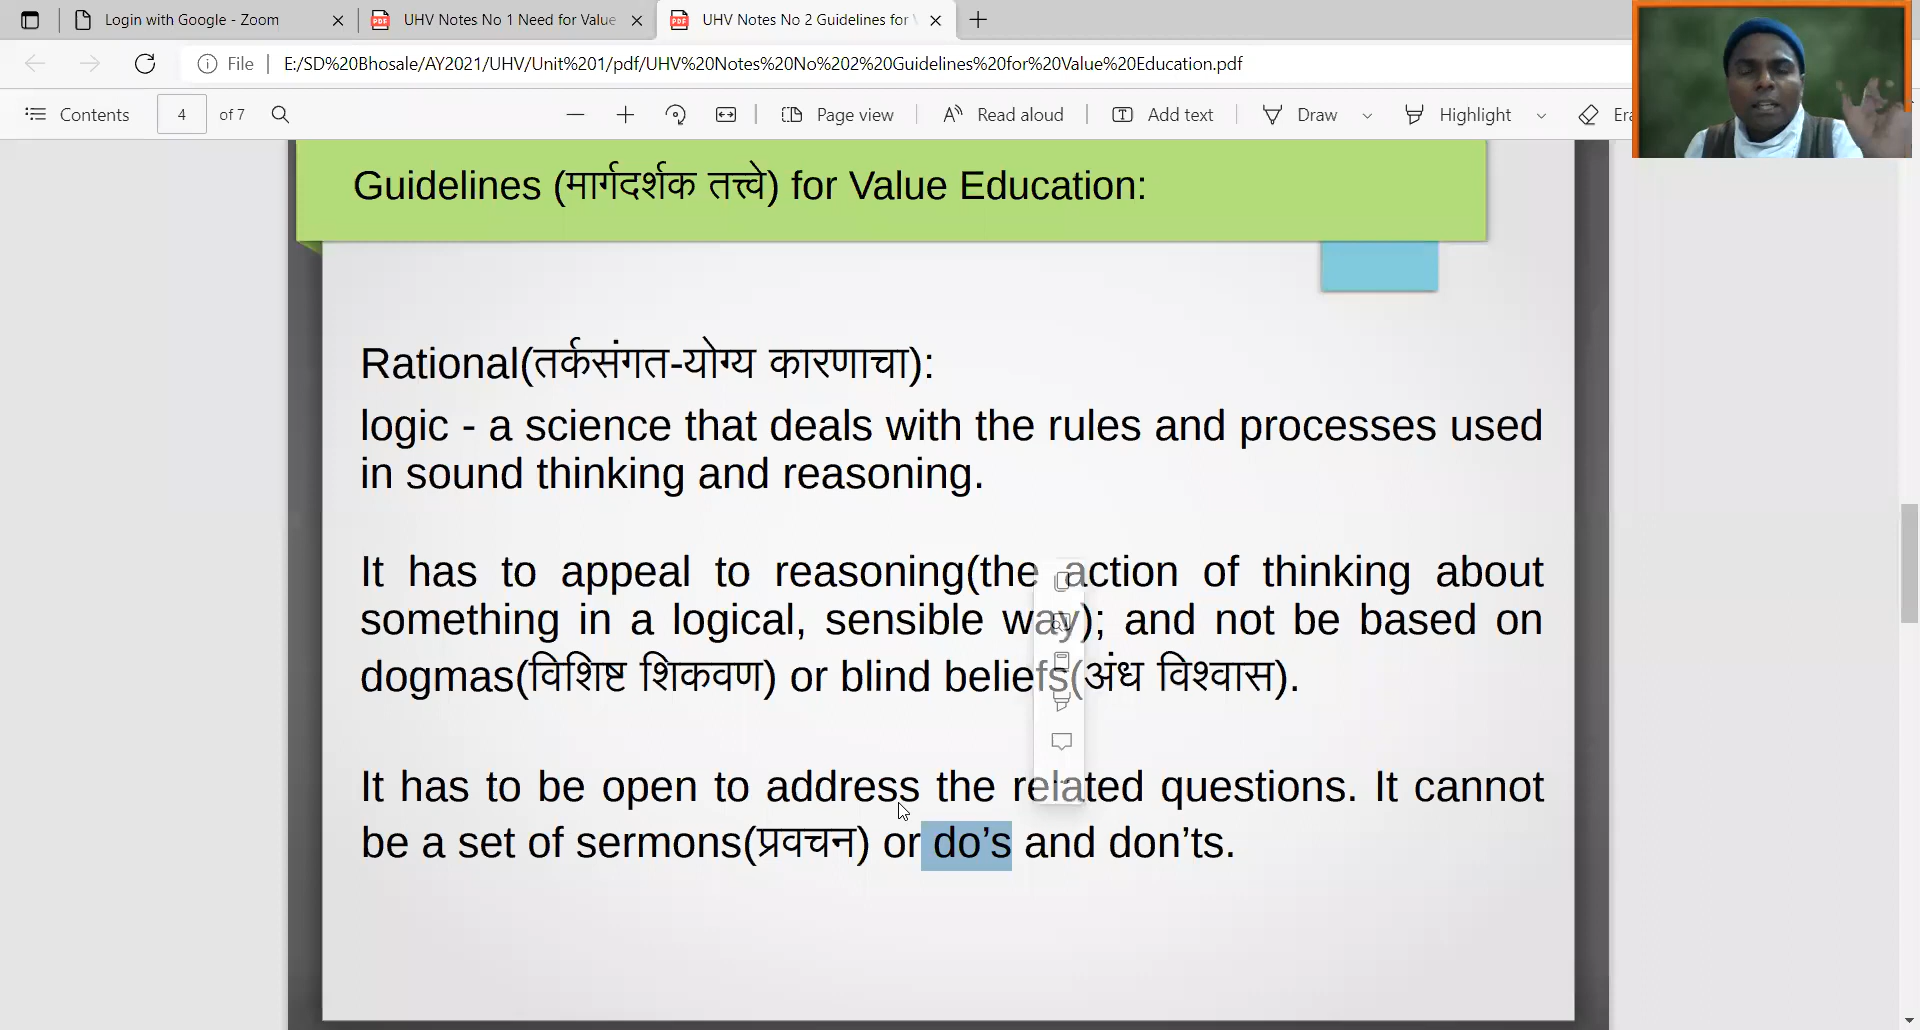 Login with Google - Zoom
UHV Notes No 1 Need for Value
UHV Notes No 2 Guidelines for
File
E:/SD%20Bhosale/AY2021/UHV/Unit%201/pdf/UHV%20Notes%20No%202%20Guidelines%20for%20Value%20Education.pdf
Contents
4
of 7
Page view
Read aloud
Add text
Draw
Highlight
Guidelines (मार्गदर्शक तत्त्वे) for Value Education:
Rational(तर्कसंगत-योग्य कारणाचा):
logic - a science that deals with the rules and processes used
in sound thinking and reasoning.
It has to appeal to reasoning(the action of thinking about
something in a logical, sensible way); and not be based on
dogmas(विशिष्ट शिकवण) or blind beliefs(अंध विश्वास).
It has to be open to address the related questions. It cannot
be a set of sermons(प्रवचन) or do’s and don’ts.